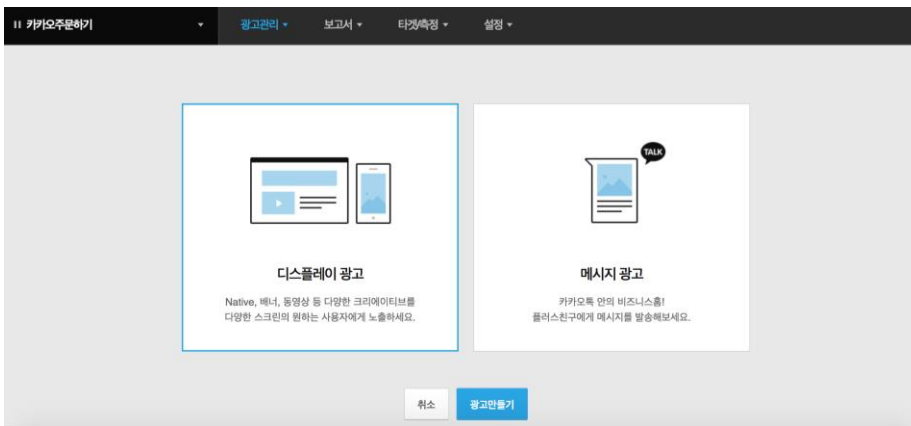 카카오주문하기
광고관리
보고서
타겟/측정
설정
TALK
디스플레이 광고
Native, 배너, 동영상 등 다양한 크리에이티브를
다양한 스크린의 원하는 사용자에게 노출하세요.
메시지 광고
카카오톡 안의 비즈니스홈!
플러스친구에게 메시지를 발송해보세요.
취소
광고만들기